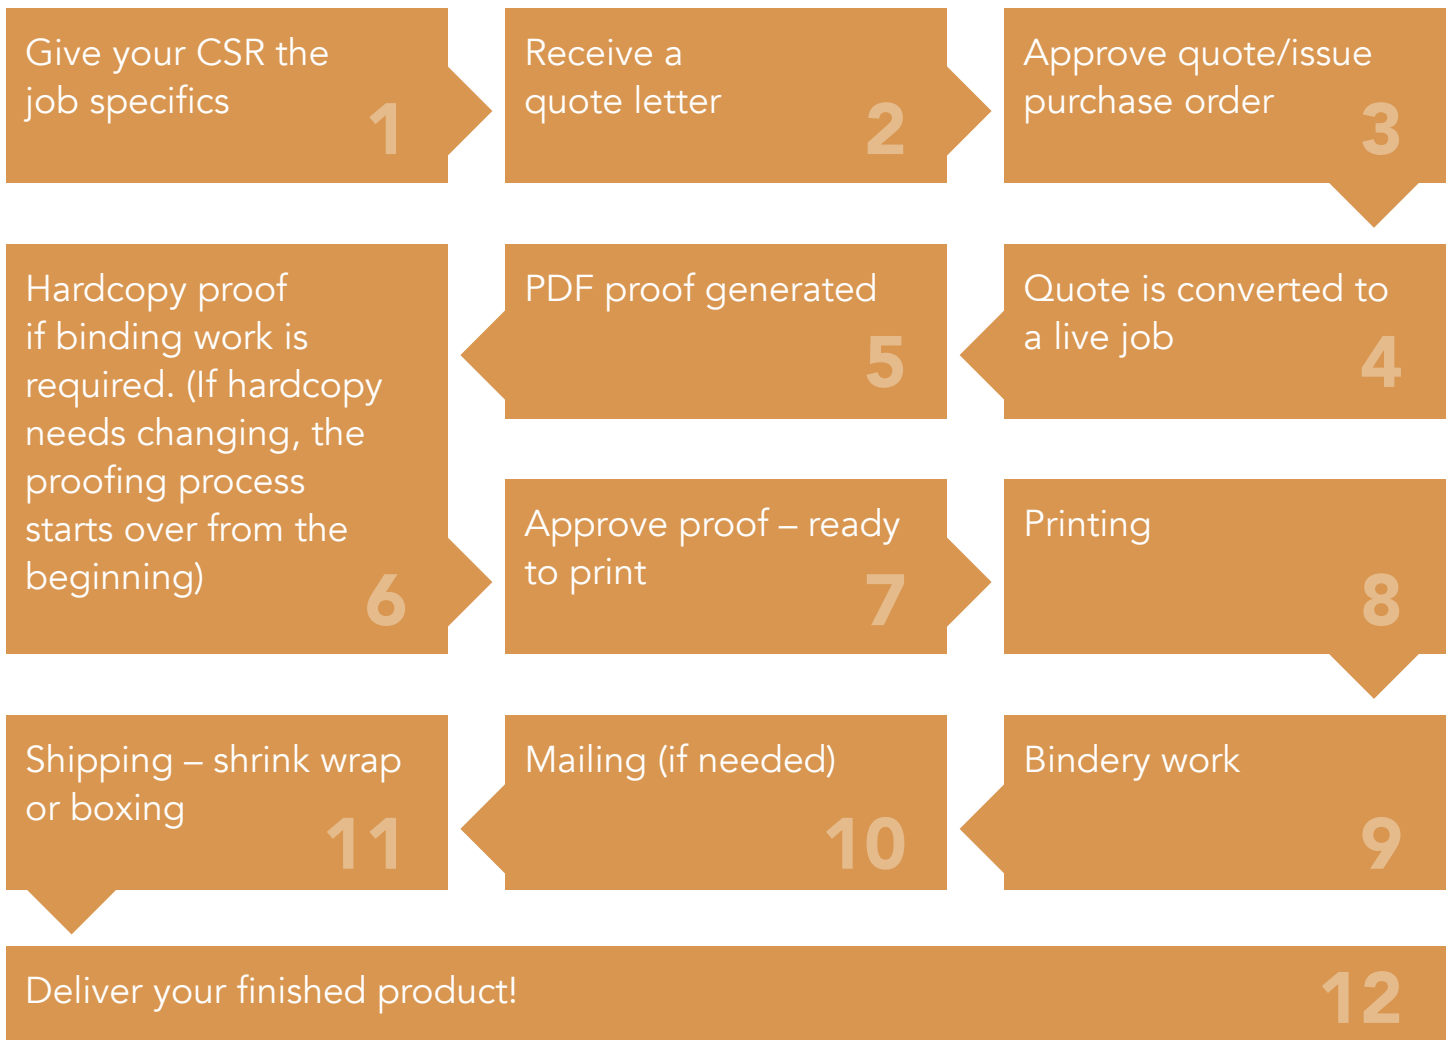 Give your CSR the
job specifics
1
Receive a
quote letter
2
Approve quote/issue
purchase order
3
Quote is converted to
a live job
4
PDF proof generated
5
Hardcopy proof
if binding work is
required. (If hardcopy
needs changing, the
proofing process
starts over from the
beginning)
6
Approve proof – ready
to print
7
Printing
8
Bindery work
9
Mailing (if needed)
10
Shipping – shrink wrap
or boxing
11
Deliver your finished product!
12